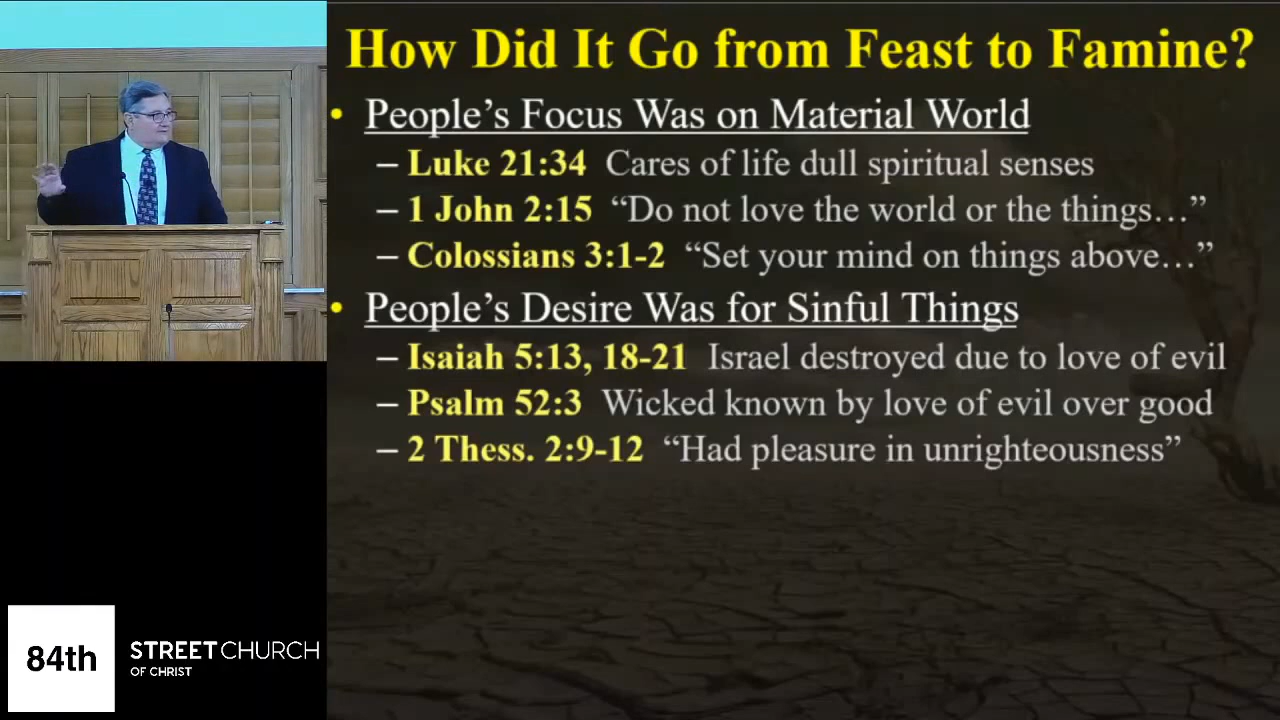 How Did It Go from Feast to Famine?
• People's Focus Was on Material World
– Luke 21:34 Cares of life dull spiritual senses
– 1 John 2:15 “Do not love the world or the things…”
– Colossians 3:1-2 “Set your mind on things above…”
• People's Desire Was for Sinful Things
– Isaiah 5:13, 18-21 Israel destroyed due to love of evil
– Psalm 52:3 Wicked known by love of evil over good
– 2 Thess. 2:9-12 “Had pleasure in unrighteousness”
84th
STREET CHURCH
OF CHRIST